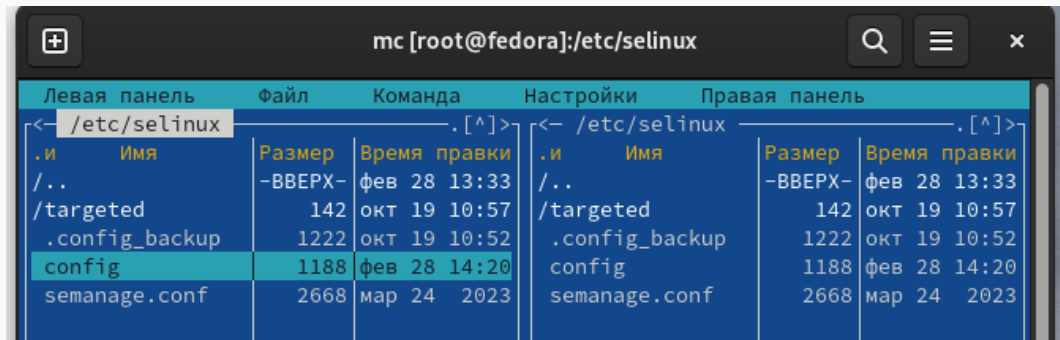 mc [root@fedora]:/etc/selinux
Левая панель Файл Команда Настройки Правая панель
<— /etc/selinux .[^]> <— /etc/selinux .[^]>
.и Имя Размер Время правки .и Имя Размер Время правки
/.. -ВВЕРХ- фев 28 13:33 /.. -ВВЕРХ- фев 28 13:33
/targeted 142 окт 19 10:57 /targeted 142 окт 19 10:57
.config_backup 1222 окт 19 10:52 .config_backup 1222 окт 19 10:52
config 1188 фев 28 14:20 config 1188 фев 28 14:20
semanage.conf 2668 мар 24 2023 semanage.conf 2668 мар 24 2023